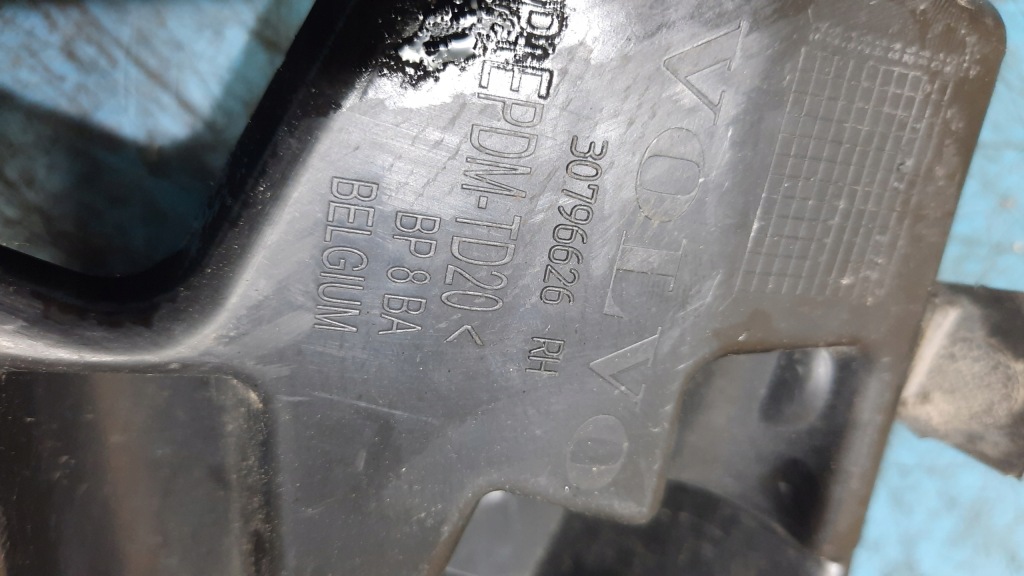 VOLVO
30796626 RH
EPDM-TD20<
BP 8 BA
BELGIUM